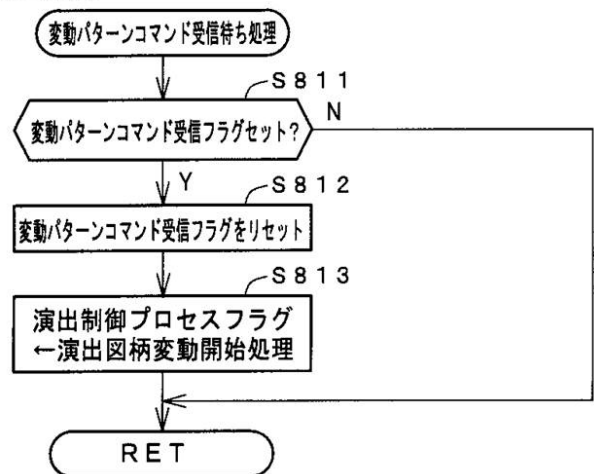 変動パターンコマンド受信待ち処理
S811
変動パターンコマンド受信フラグセット?
N
Y
S812
変動パターンコマンド受信フラグをリセット
S813
演出制御プロセスフラグ
←演出図柄変動開始処理
RET